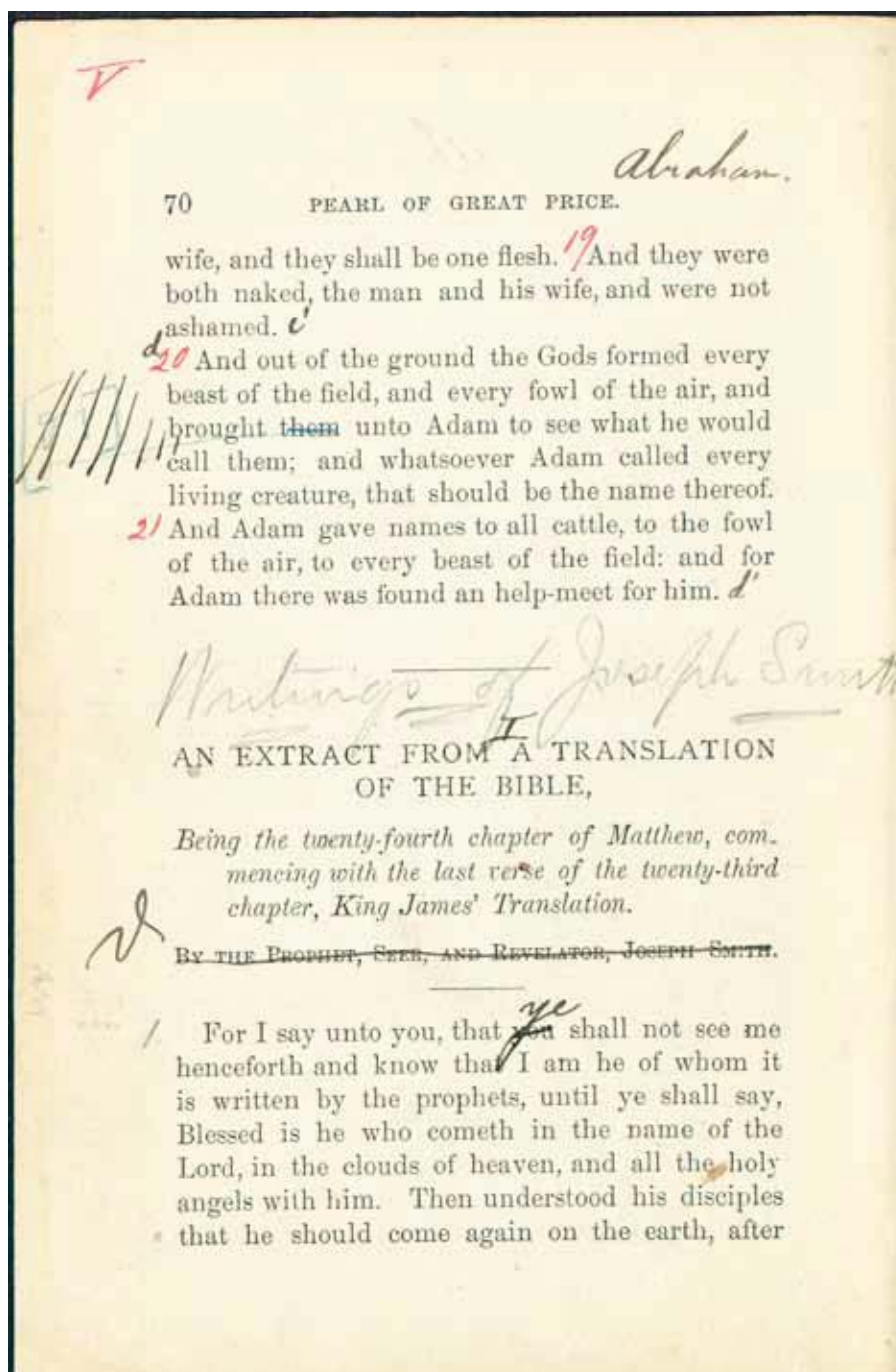 V
Abraham.
70 PEARL OF GREAT PRICE.
wife, and they shall be one flesh. 19/ And they were
both naked, the man and his wife, and were not
ashamed. c'
d
20 And out of the ground the Gods formed every
beast of the field, and every fowl of the air, and
brought them unto Adam to see what he would
call them; and whatsoever Adam called every
living creature, that should be the name thereof.
21 And Adam gave names to all cattle, to the fowl
of the air, to every beast of the field: and for
Adam there was found an help-meet for him. d'
Writings of Joseph Smith
I
AN EXTRACT FROM A TRANSLATION
OF THE BIBLE,
Being the twenty-fourth chapter of Matthew, com-
mencing with the last verse of the twenty-third
chapter, King James' Translation.
By the Prophet, Seer, and Revelator, Joseph Smith.
ye
1 For I say unto you, that you shall not see me
henceforth and know that I am he of whom it
is written by the prophets, until ye shall say,
Blessed is he who cometh in the name of the
Lord, in the clouds of heaven, and all the holy
angels with him. Then understood his disciples
that he should come again on the earth, after